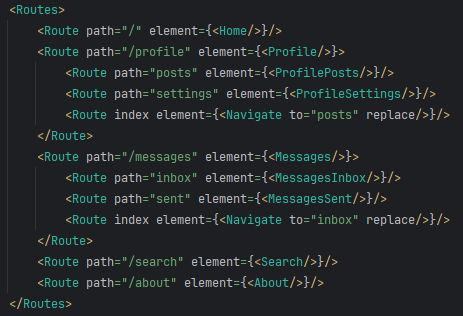 <Routes>
    <Route path="/" element={<Home/>}/>
    <Route path="/profile" element={<Profile/>}>
        <Route path="posts" element={<ProfilePosts/>}/>
        <Route path="settings" element={<ProfileSettings/>}/>
        <Route index element={<Navigate to="posts" replace/>}/>
    </Route>
    <Route path="/messages" element={<Messages/>}>
        <Route path="inbox" element={<MessagesInbox/>}/>
        <Route path="sent" element={<MessagesSent/>}/>
        <Route index element={<Navigate to="inbox" replace/>}/>
    </Route>
    <Route path="/search" element={<Search/>}/>
    <Route path="/about" element={<About/>}/>
</Routes>